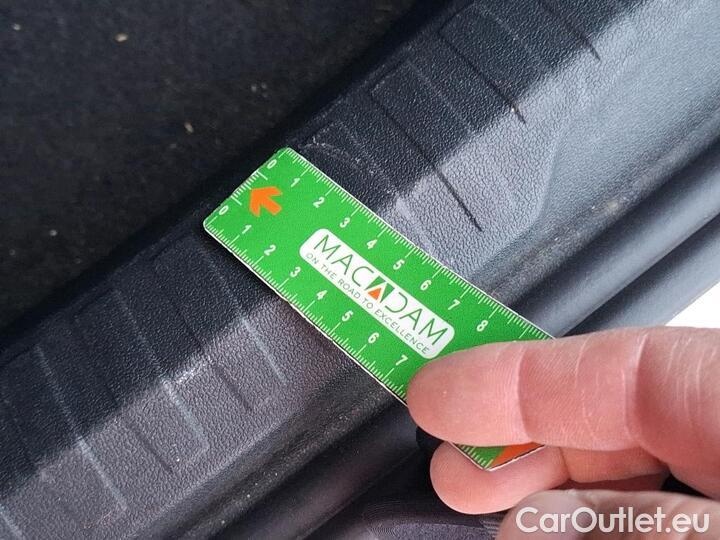 0 1 2 3 4 5 6 7 8
MACADAM
ON THE ROAD TO EXCELLENCE
0 1 2 3 4 5 6 7
CarOutlet.eu